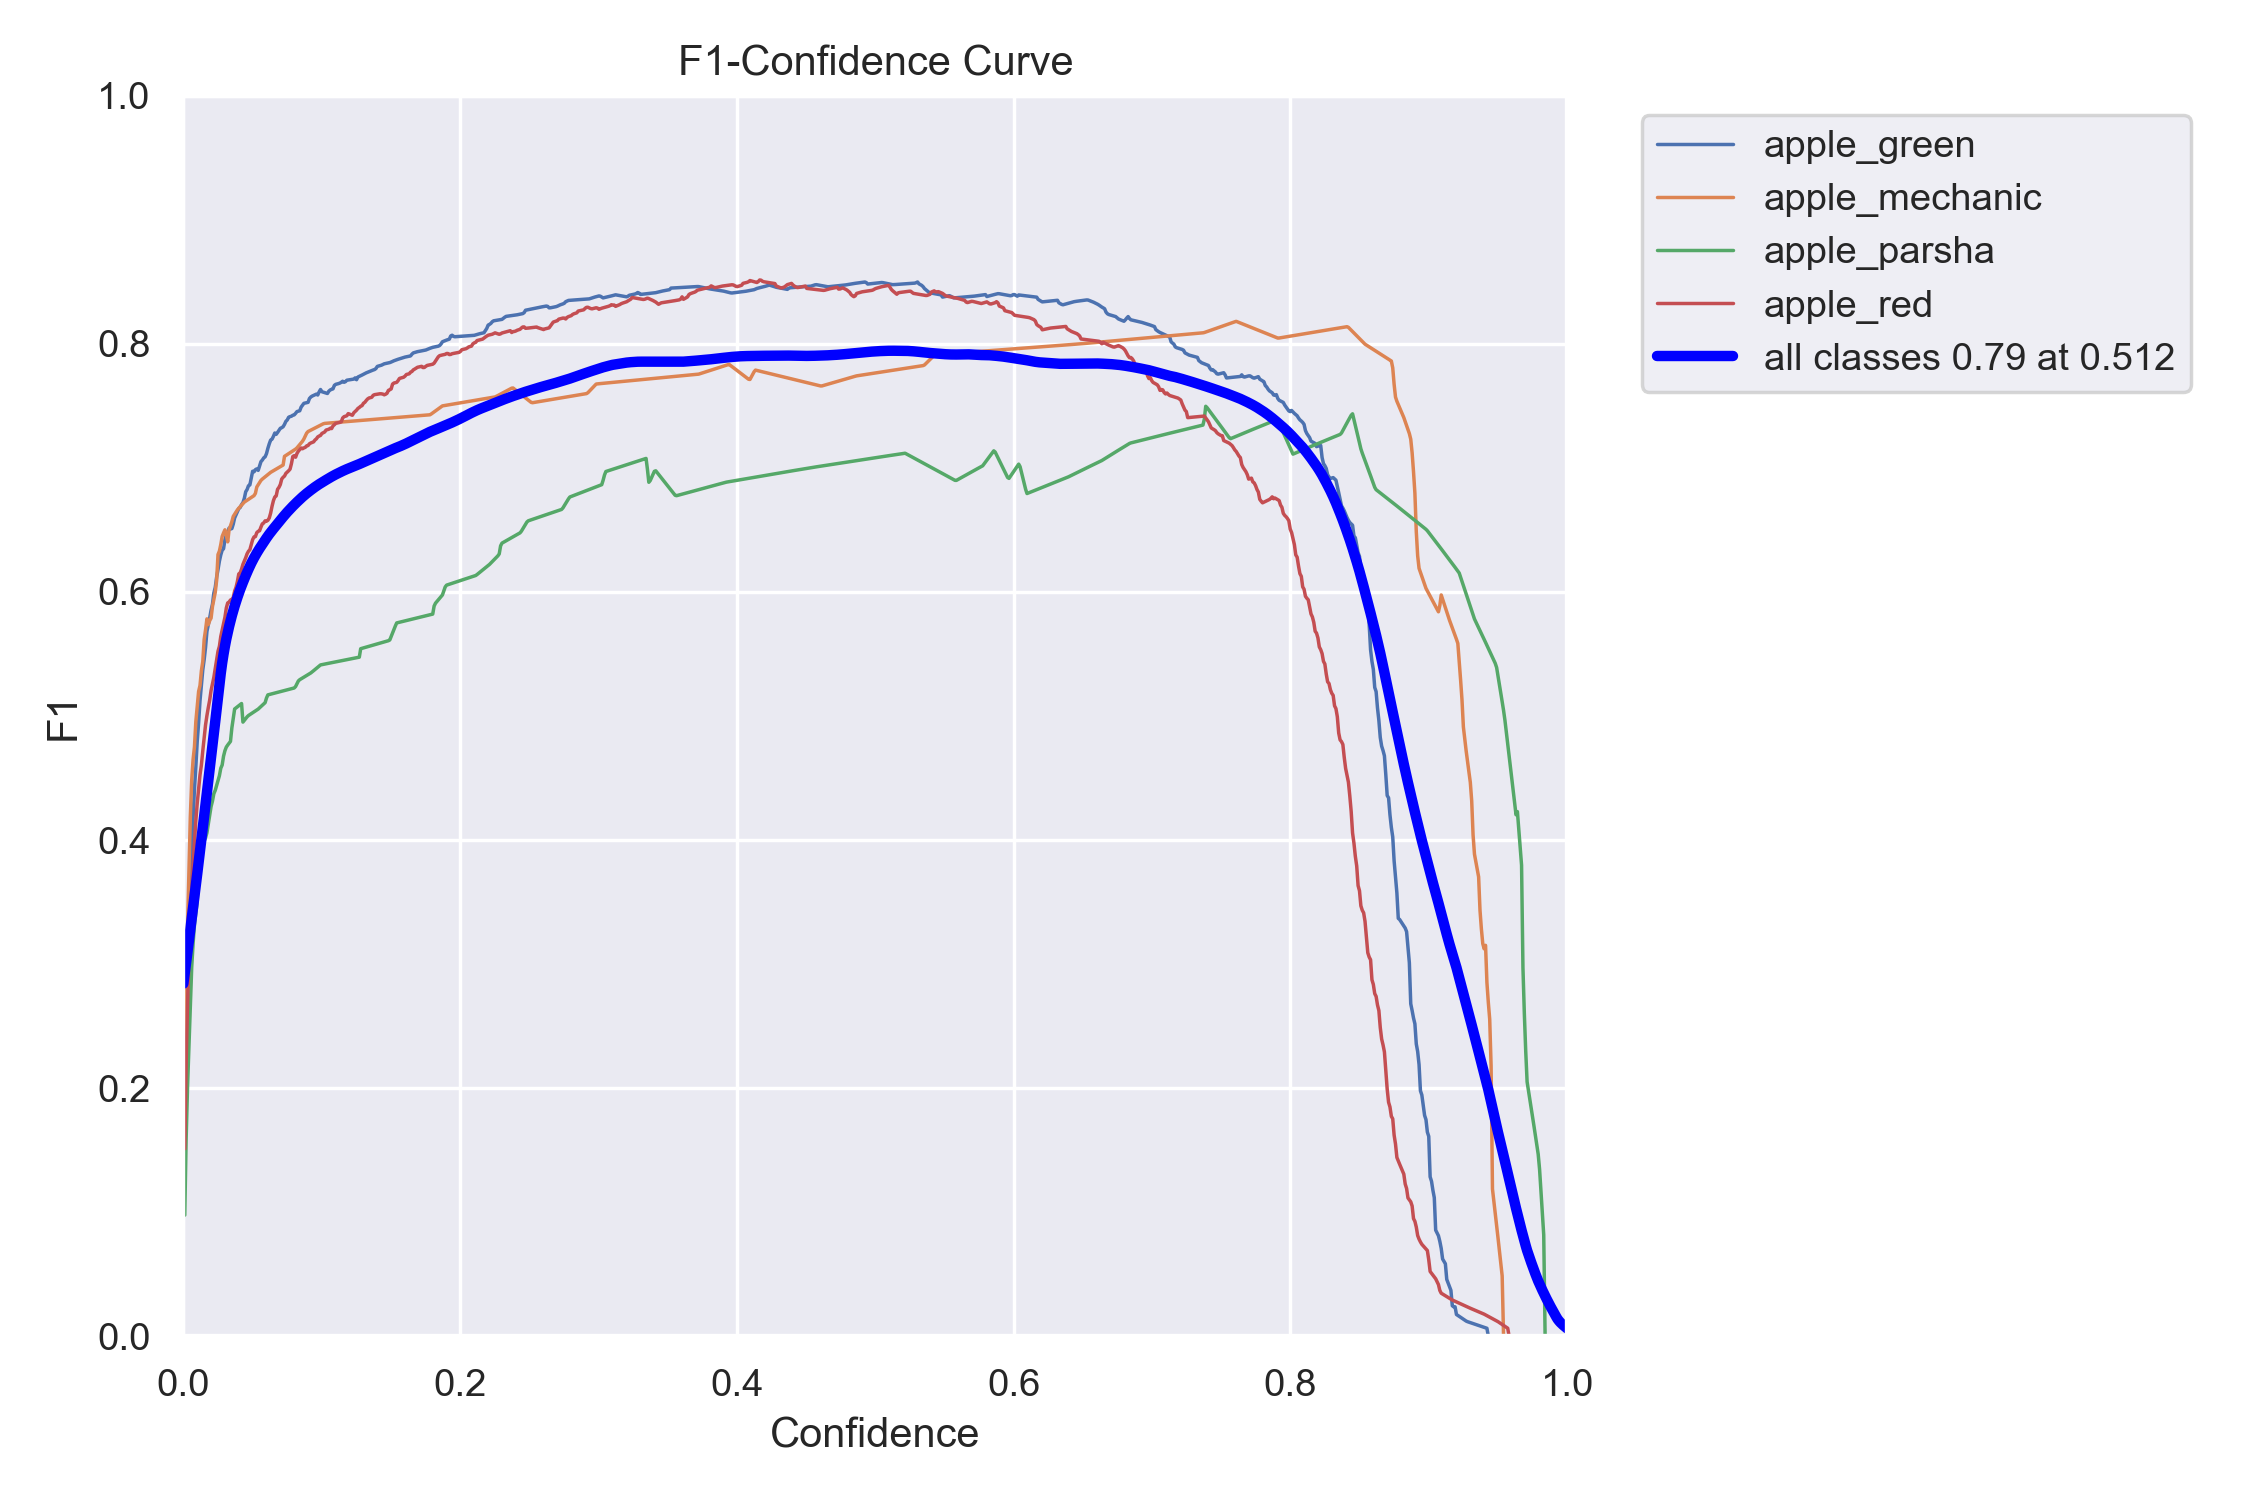 F1-Confidence Curve
1.0
0.8
0.6
0.4
0.2
0.0
F1
0.0 0.2 0.4 0.6 0.8 1.0
Confidence
apple_green
apple_mechanic
apple_parsha
apple_red
all classes 0.79 at 0.512